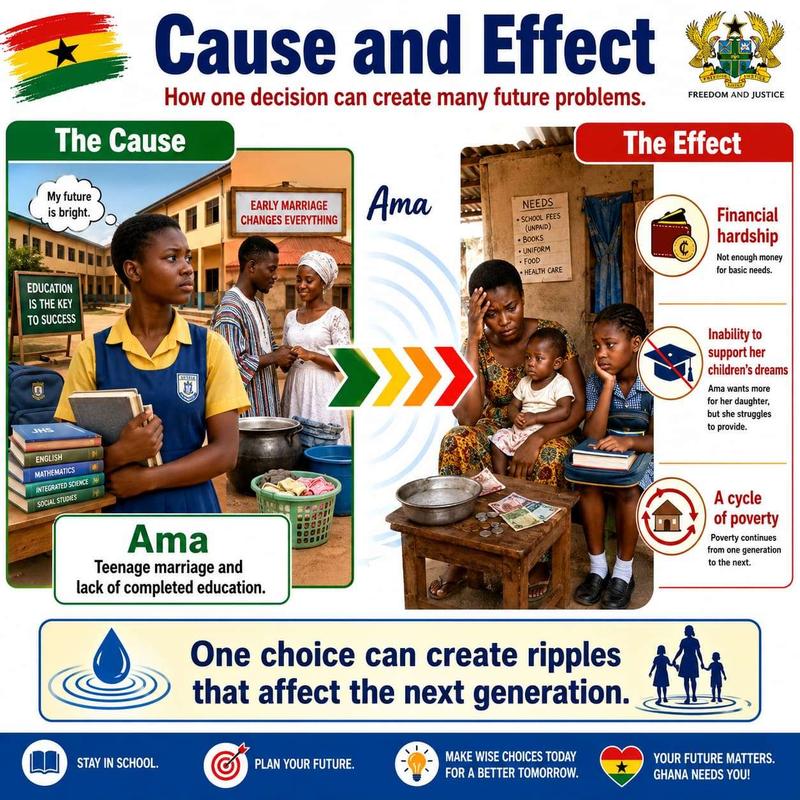 Cause and Effect
How one decision can create many future problems.
FREEDOM AND JUSTICE
FREEDOM AND JUSTICE
The Cause
My future
is bright.
EARLY MARRIAGE
CHANGES EVERYTHING
EDUCATION
IS THE KEY
TO SUCCESS
JHS
ENGLISH
MATHEMATICS
INTEGRATED SCIENCE
SOCIAL STUDIES
Ama
Teenage marriage and
lack of completed education.
Ama
The Effect
NEEDS
• SCHOOL FEES
(UNPAID)
• BOOKS
• UNIFORM
• FOOD
• HEALTH CARE
₵
Financial
hardship
Not enough money
for basic needs.
Inability to
support her
children's dreams
Ama wants more
for her daughter,
but she struggles
to provide.
A cycle
of poverty
Poverty continues
from one generation
to the next.
One choice can create ripples
that affect the next generation.
STAY IN SCHOOL.
PLAN YOUR FUTURE.
MAKE WISE CHOICES TODAY
FOR A BETTER TOMORROW.
YOUR FUTURE MATTERS.
GHANA NEEDS YOU!